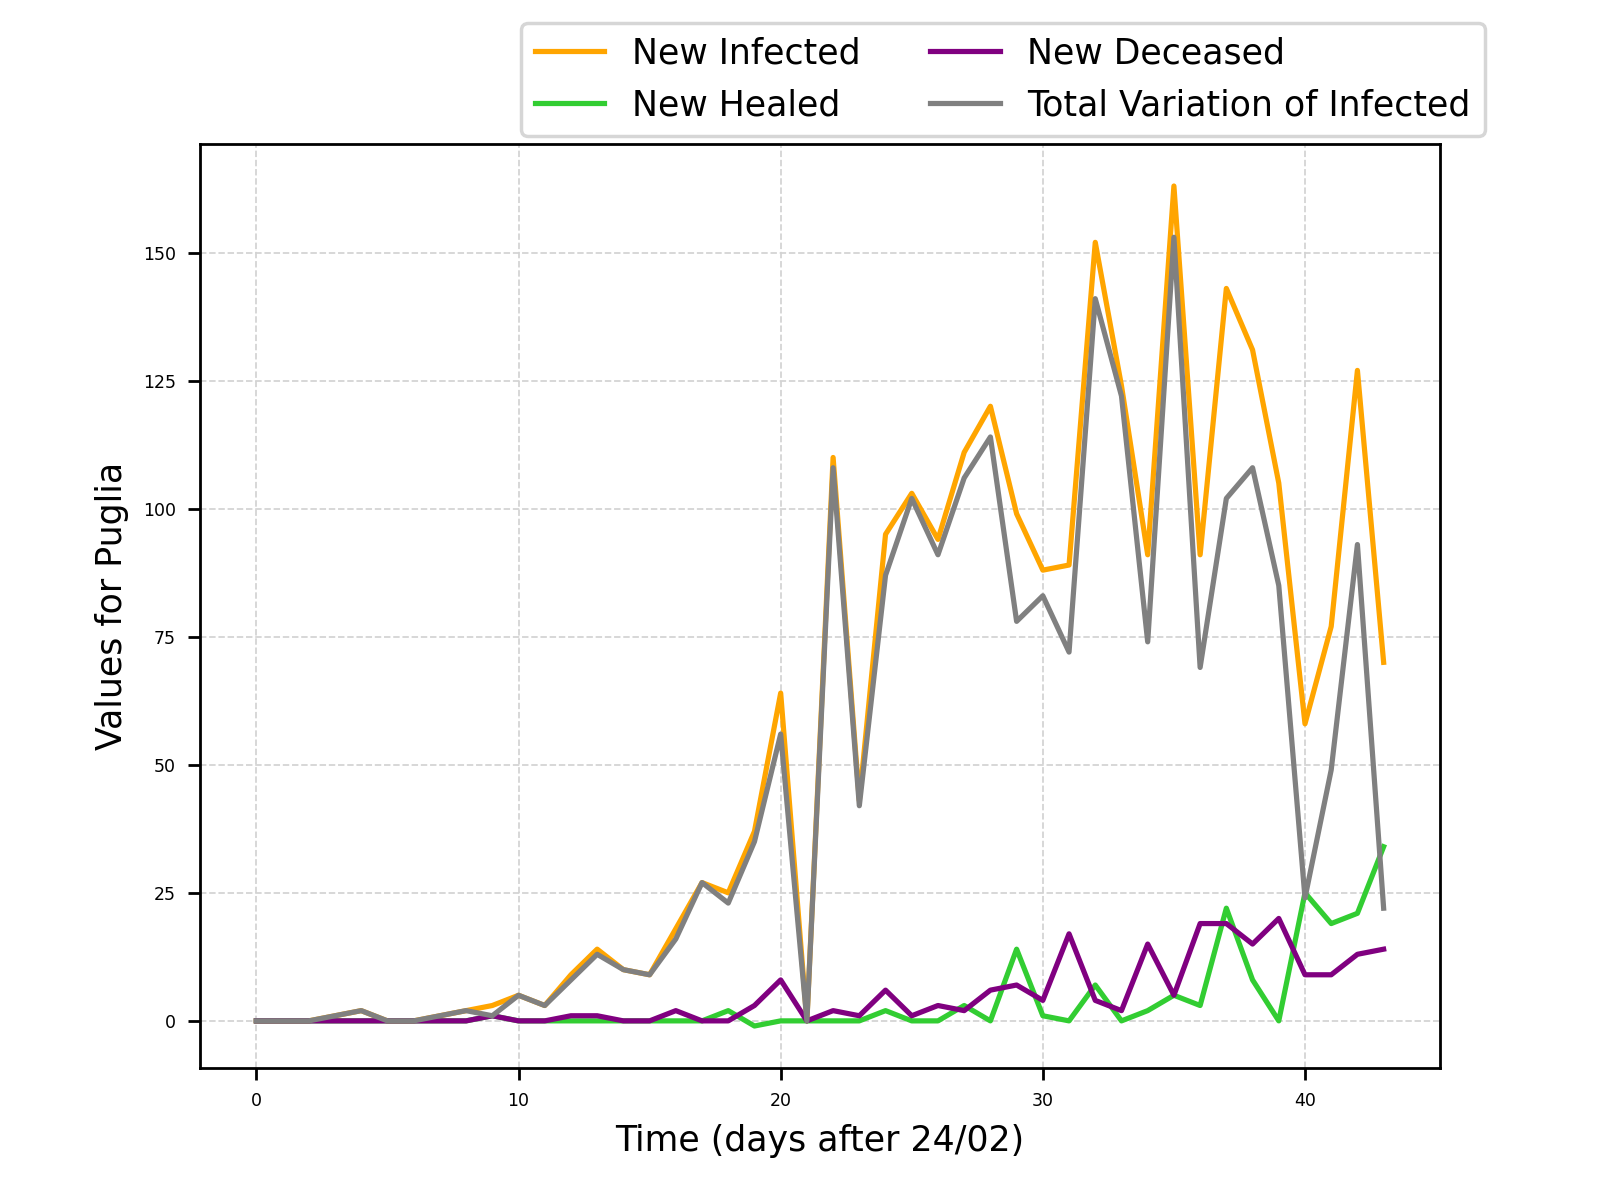 New Infected
New Healed
New Deceased
Total Variation of Infected
Values for Puglia
150
125
100
75
50
25
0
0 10 20 30 40
Time (days after 24/02)